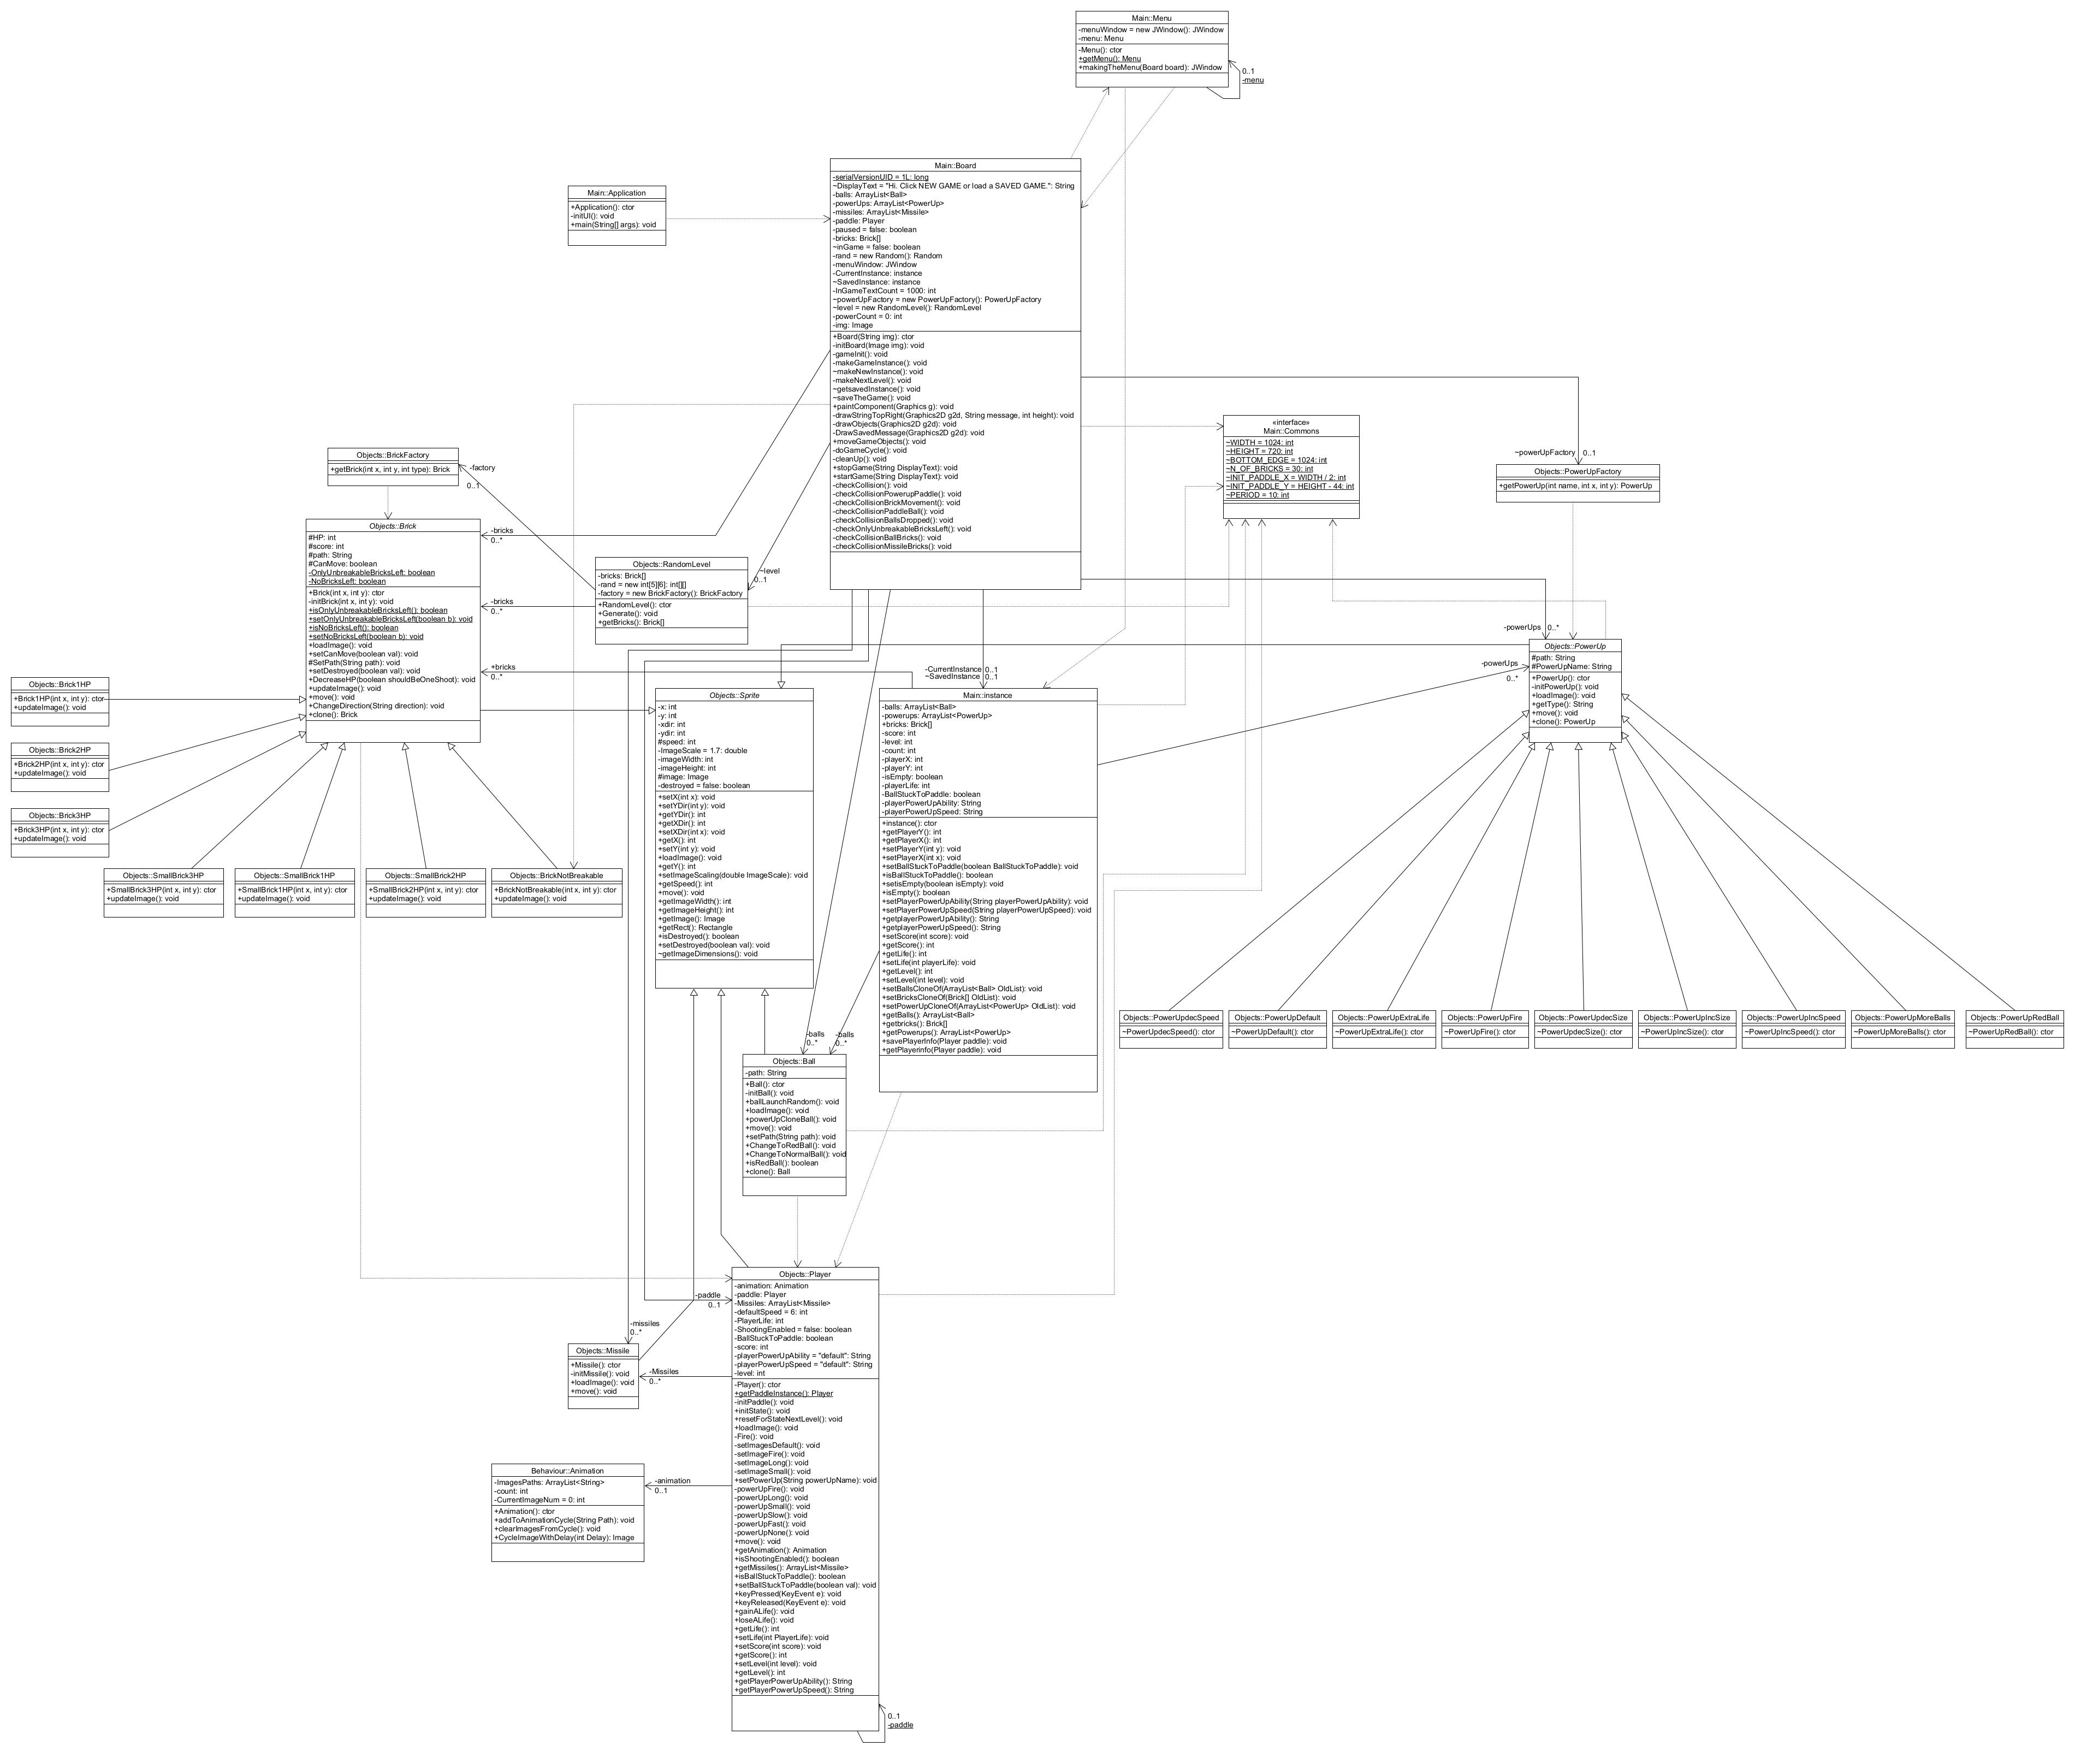 Main::Menu
-menuWindow = new JWindow(): JWindow
-menu: Menu
-Menu(): ctor
+getMenu(): Menu
+makingTheMenu(Board board): JWindow
0..1
-menu
Main::Application
+Application(): ctor
-initUI(): void
+main(String[] args): void
Main::Board
-serialVersionUID = 1L: long
~DisplayText = "Hi. Click NEW GAME or load a SAVED GAME.": String
-balls: ArrayList<Ball>
-powerUps: ArrayList<PowerUp>
-missiles: ArrayList<Missile>
-paddle: Player
-paused = false: boolean
-bricks: Brick[]
~inGame = false: boolean
-rand = new Random(): Random
-menuWindow: JWindow
-CurrentInstance: instance
~SavedInstance: instance
-InGameTextCount = 1000: int
~powerUpFactory = new PowerUpFactory(): PowerUpFactory
~level = new RandomLevel(): RandomLevel
-powerCount = 0: int
-img: Image
+Board(String img): ctor
-initBoard(Image img): void
-gameInit(): void
-makeGameInstance(): void
~makeNewInstance(): void
-makeNextLevel(): void
~getsavedInstance(): void
~saveTheGame(): void
+paintComponent(Graphics g): void
-drawStringTopRight(Graphics2D g2d, String message, int height): void
-drawObjects(Graphics2D g2d): void
-DrawSavedMessage(Graphics2D g2d): void
+moveGameObjects(): void
-doGameCycle(): void
-cleanUp(): void
+stopGame(String DisplayText): void
+startGame(String DisplayText): void
-checkCollision(): void
-checkCollisionPowerupPaddle(): void
-checkCollisionBrickMovement(): void
-checkCollisionPaddleBall(): void
-checkCollisionBallsDropped(): void
-checkOnlyUnbreakableBricksLeft(): void
-checkCollisionBallBricks(): void
-checkCollisionMissileBricks(): void
«interface»
Main::Commons
~WIDTH = 1024: int
~HEIGHT = 720: int
~BOTTOM_EDGE = 1024: int
~N_OF_BRICKS = 30: int
~INIT_PADDLE_X = WIDTH / 2: int
~INIT_PADDLE_Y = HEIGHT - 44: int
~PERIOD = 10: int
~powerUpFactory
0..1
Objects::PowerUpFactory
+getPowerUp(int name, int x, int y): PowerUp
Objects::BrickFactory
+getBrick(int x, int y, int type): Brick
-factory
0..1
Objects::Brick
#HP: int
#score: int
#path: String
#CanMove: boolean
-OnlyUnbreakableBricksLeft: boolean
-NoBricksLeft: boolean
+Brick(int x, int y): ctor
-initBrick(int x, int y): void
+isOnlyUnbreakableBricksLeft(): boolean
+setOnlyUnbreakableBricksLeft(boolean b): void
+isNoBricksLeft(): boolean
+setNoBricksLeft(boolean b): void
+loadImage(): void
+setCanMove(boolean val): void
#SetPath(String path): void
+setDestroyed(boolean val): void
+DecreaseHP(boolean shouldBeOneShoot): void
+updateImage(): void
+move(): void
+ChangeDirection(String direction): void
+clone(): Brick
-bricks
0..*
-bricks
0..*
+bricks
0..*
Objects::RandomLevel
-bricks: Brick[]
-rand = new int[5][6]: int[][]
-factory = new BrickFactory(): BrickFactory
+RandomLevel(): ctor
+Generate(): void
+getBricks(): Brick[]
~level
0..1
-powerUps
0..*
-powerUps
0..*
Objects::PowerUp
#path: String
#PowerUpName: String
+PowerUp(): ctor
-initPowerUp(): void
+loadImage(): void
+getType(): String
+move(): void
+clone(): PowerUp
-CurrentInstance
0..1
~SavedInstance
0..1
Objects::Brick1HP
+Brick1HP(int x, int y): ctor
+updateImage(): void
Objects::Brick2HP
+Brick2HP(int x, int y): ctor
+updateImage(): void
Objects::Brick3HP
+Brick3HP(int x, int y): ctor
+updateImage(): void
Objects::SmallBrick3HP
+SmallBrick3HP(int x, int y): ctor
+updateImage(): void
Objects::SmallBrick1HP
+SmallBrick1HP(int x, int y): ctor
+updateImage(): void
Objects::SmallBrick2HP
+SmallBrick2HP(int x, int y): ctor
+updateImage(): void
Objects::BrickNotBreakable
+BrickNotBreakable(int x, int y): ctor
+updateImage(): void
Objects::Sprite
-x: int
-y: int
-xdir: int
-ydir: int
#speed: int
-ImageScale = 1.7: double
-imageWidth: int
-imageHeight: int
#image: Image
-destroyed = false: boolean
+setX(int x): void
+setYDir(int y): void
+getYDir(): int
+getXDir(): int
+setXDir(int x): void
+getX(): int
+setY(int y): void
+loadImage(): void
+getY(): int
+setImageScaling(double ImageScale): void
+getSpeed(): int
+move(): void
+getImageWidth(): int
+getImageHeight(): int
+getImage(): Image
+getRect(): Rectangle
+isDestroyed(): boolean
+setDestroyed(boolean val): void
~getImageDimensions(): void
Main::instance
-balls: ArrayList<Ball>
-powerups: ArrayList<PowerUp>
+bricks: Brick[]
-score: int
-level: int
-count: int
-playerX: int
-playerY: int
-isEmpty: boolean
-playerLife: int
-BallStuckToPaddle: boolean
-playerPowerUpAbility: String
-playerPowerUpSpeed: String
+instance(): ctor
+getPlayerY(): int
+getPlayerX(): int
+setPlayerY(int y): void
+setPlayerX(int x): void
+setBallStuckToPaddle(boolean BallStuckToPaddle): void
+isBallStuckToPaddle(): boolean
+setisEmpty(boolean isEmpty): void
+isEmpty(): boolean
+setPlayerPowerUpAbility(String playerPowerUpAbility): void
+setPlayerPowerUpSpeed(String playerPowerUpSpeed): void
+getplayerPowerUpAbility(): String
+getplayerPowerUpSpeed(): String
+setScore(int score): void
+getScore(): int
+getLife(): int
+setLife(int playerLife): void
+getLevel(): int
+setLevel(int level): void
+setBallsCloneOf(ArrayList<Ball> OldList): void
+setBricksCloneOf(Brick[] OldList): void
+setPowerUpCloneOf(ArrayList<PowerUp> OldList): void
+getBalls(): ArrayList<Ball>
+getbricks(): Brick[]
+getPowerups(): ArrayList<PowerUp>
+savePlayerInfo(Player paddle): void
+getPlayerinfo(Player paddle): void
Objects::PowerUpdecSpeed
~PowerUpdecSpeed(): ctor
Objects::PowerUpDefault
~PowerUpDefault(): ctor
Objects::PowerUpExtraLife
~PowerUpExtraLife(): ctor
Objects::PowerUpFire
~PowerUpFire(): ctor
Objects::PowerUpdecSize
~PowerUpdecSize(): ctor
Objects::PowerUpIncSize
~PowerUpIncSize(): ctor
Objects::PowerUpIncSpeed
~PowerUpIncSpeed(): ctor
Objects::PowerUpMoreBalls
~PowerUpMoreBalls(): ctor
Objects::PowerUpRedBall
~PowerUpRedBall(): ctor
-balls
0..*
-balls
0..*
Objects::Ball
-path: String
+Ball(): ctor
-initBall(): void
+ballLaunchRandom(): void
+loadImage(): void
+powerUpCloneBall(): void
+move(): void
+setPath(String path): void
+ChangeToRedBall(): void
+ChangeToNormalBall(): void
+isRedBall(): boolean
+clone(): Ball
-paddle
0..1
-missiles
0..*
Objects::Missile
+Missile(): ctor
-initMissile(): void
+loadImage(): void
+move(): void
-Missiles
0..*
Behaviour::Animation
-ImagesPaths: ArrayList<String>
-count: int
-CurrentImageNum = 0: int
+Animation(): ctor
+addToAnimationCycle(String Path): void
+clearImagesFromCycle(): void
+CycleImageWithDelay(int Delay): Image
-animation
0..1
Objects::Player
-animation: Animation
-paddle: Player
-Missiles: ArrayList<Missile>
-defaultSpeed = 6: int
-PlayerLife: int
-ShootingEnabled = false: boolean
-BallStuckToPaddle: boolean
-score: int
-playerPowerUpAbility = "default": String
-playerPowerUpSpeed = "default": String
-level: int
-Player(): ctor
+getPaddleInstance(): Player
-initPaddle(): void
+initState(): void
+resetForStateNextLevel(): void
+loadImage(): void
-Fire(): void
-setImagesDefault(): void
-setImageFire(): void
-setImageLong(): void
-setImageSmall(): void
+setPowerUp(String powerUpName): void
-powerUpFire(): void
-powerUpLong(): void
-powerUpSmall(): void
-powerUpSlow(): void
-powerUpFast(): void
-powerUpNone(): void
+move(): void
+getAnimation(): Animation
+isShootingEnabled(): boolean
+getMissiles(): ArrayList<Missile>
+isBallStuckToPaddle(): boolean
+setBallStuckToPaddle(boolean val): void
+keyPressed(KeyEvent e): void
+keyReleased(KeyEvent e): void
+gainALife(): void
+loseALife(): void
+getLife(): int
+setLife(int PlayerLife): void
+setScore(int score): void
+getScore(): int
+setLevel(int level): void
+getLevel(): int
+getPlayerPowerUpAbility(): String
+getPlayerPowerUpSpeed(): String
0..1
-paddle